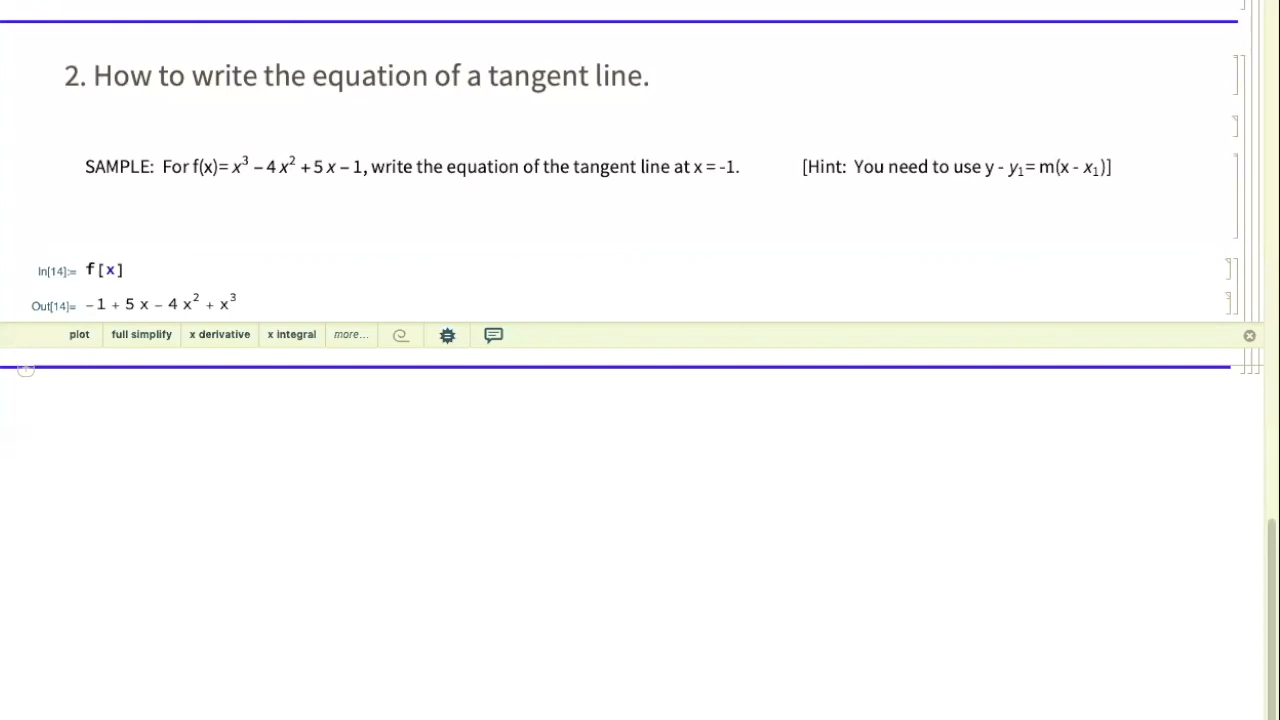 2. How to write the equation of a tangent line.
SAMPLE: For f(x)= x³ – 4 x² + 5 x – 1, write the equation of the tangent line at x = -1. [Hint: You need to use y - y₁= m(x - x₁)]
In[14]:= f[x]
Out[14]= -1 + 5 x - 4 x² + x³
plot full simplify x derivative x integral more...